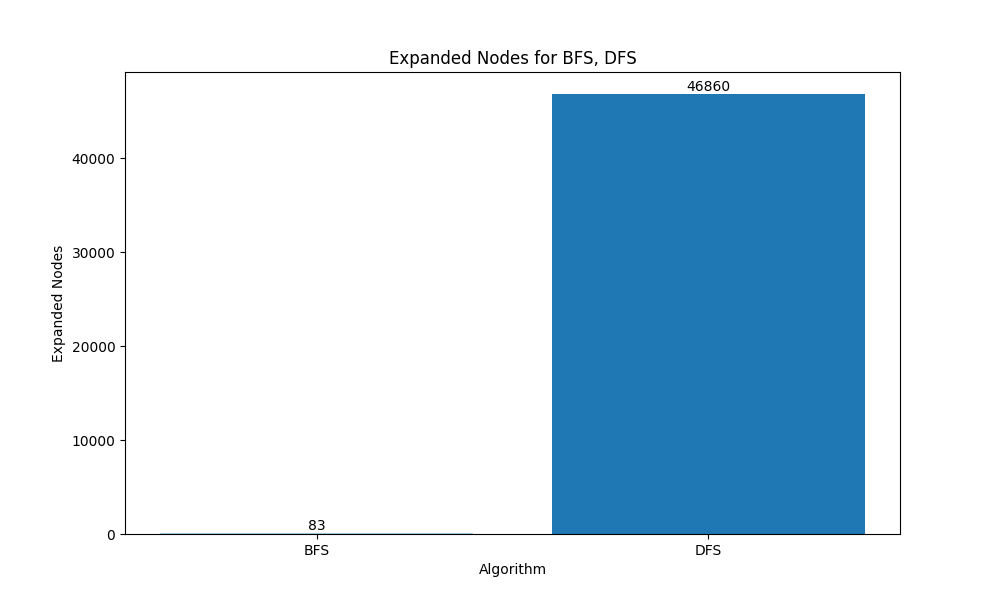 Expanded Nodes for BFS, DFS
46860
40000
30000
20000
10000
0
Expanded Nodes
83
BFS
DFS
Algorithm